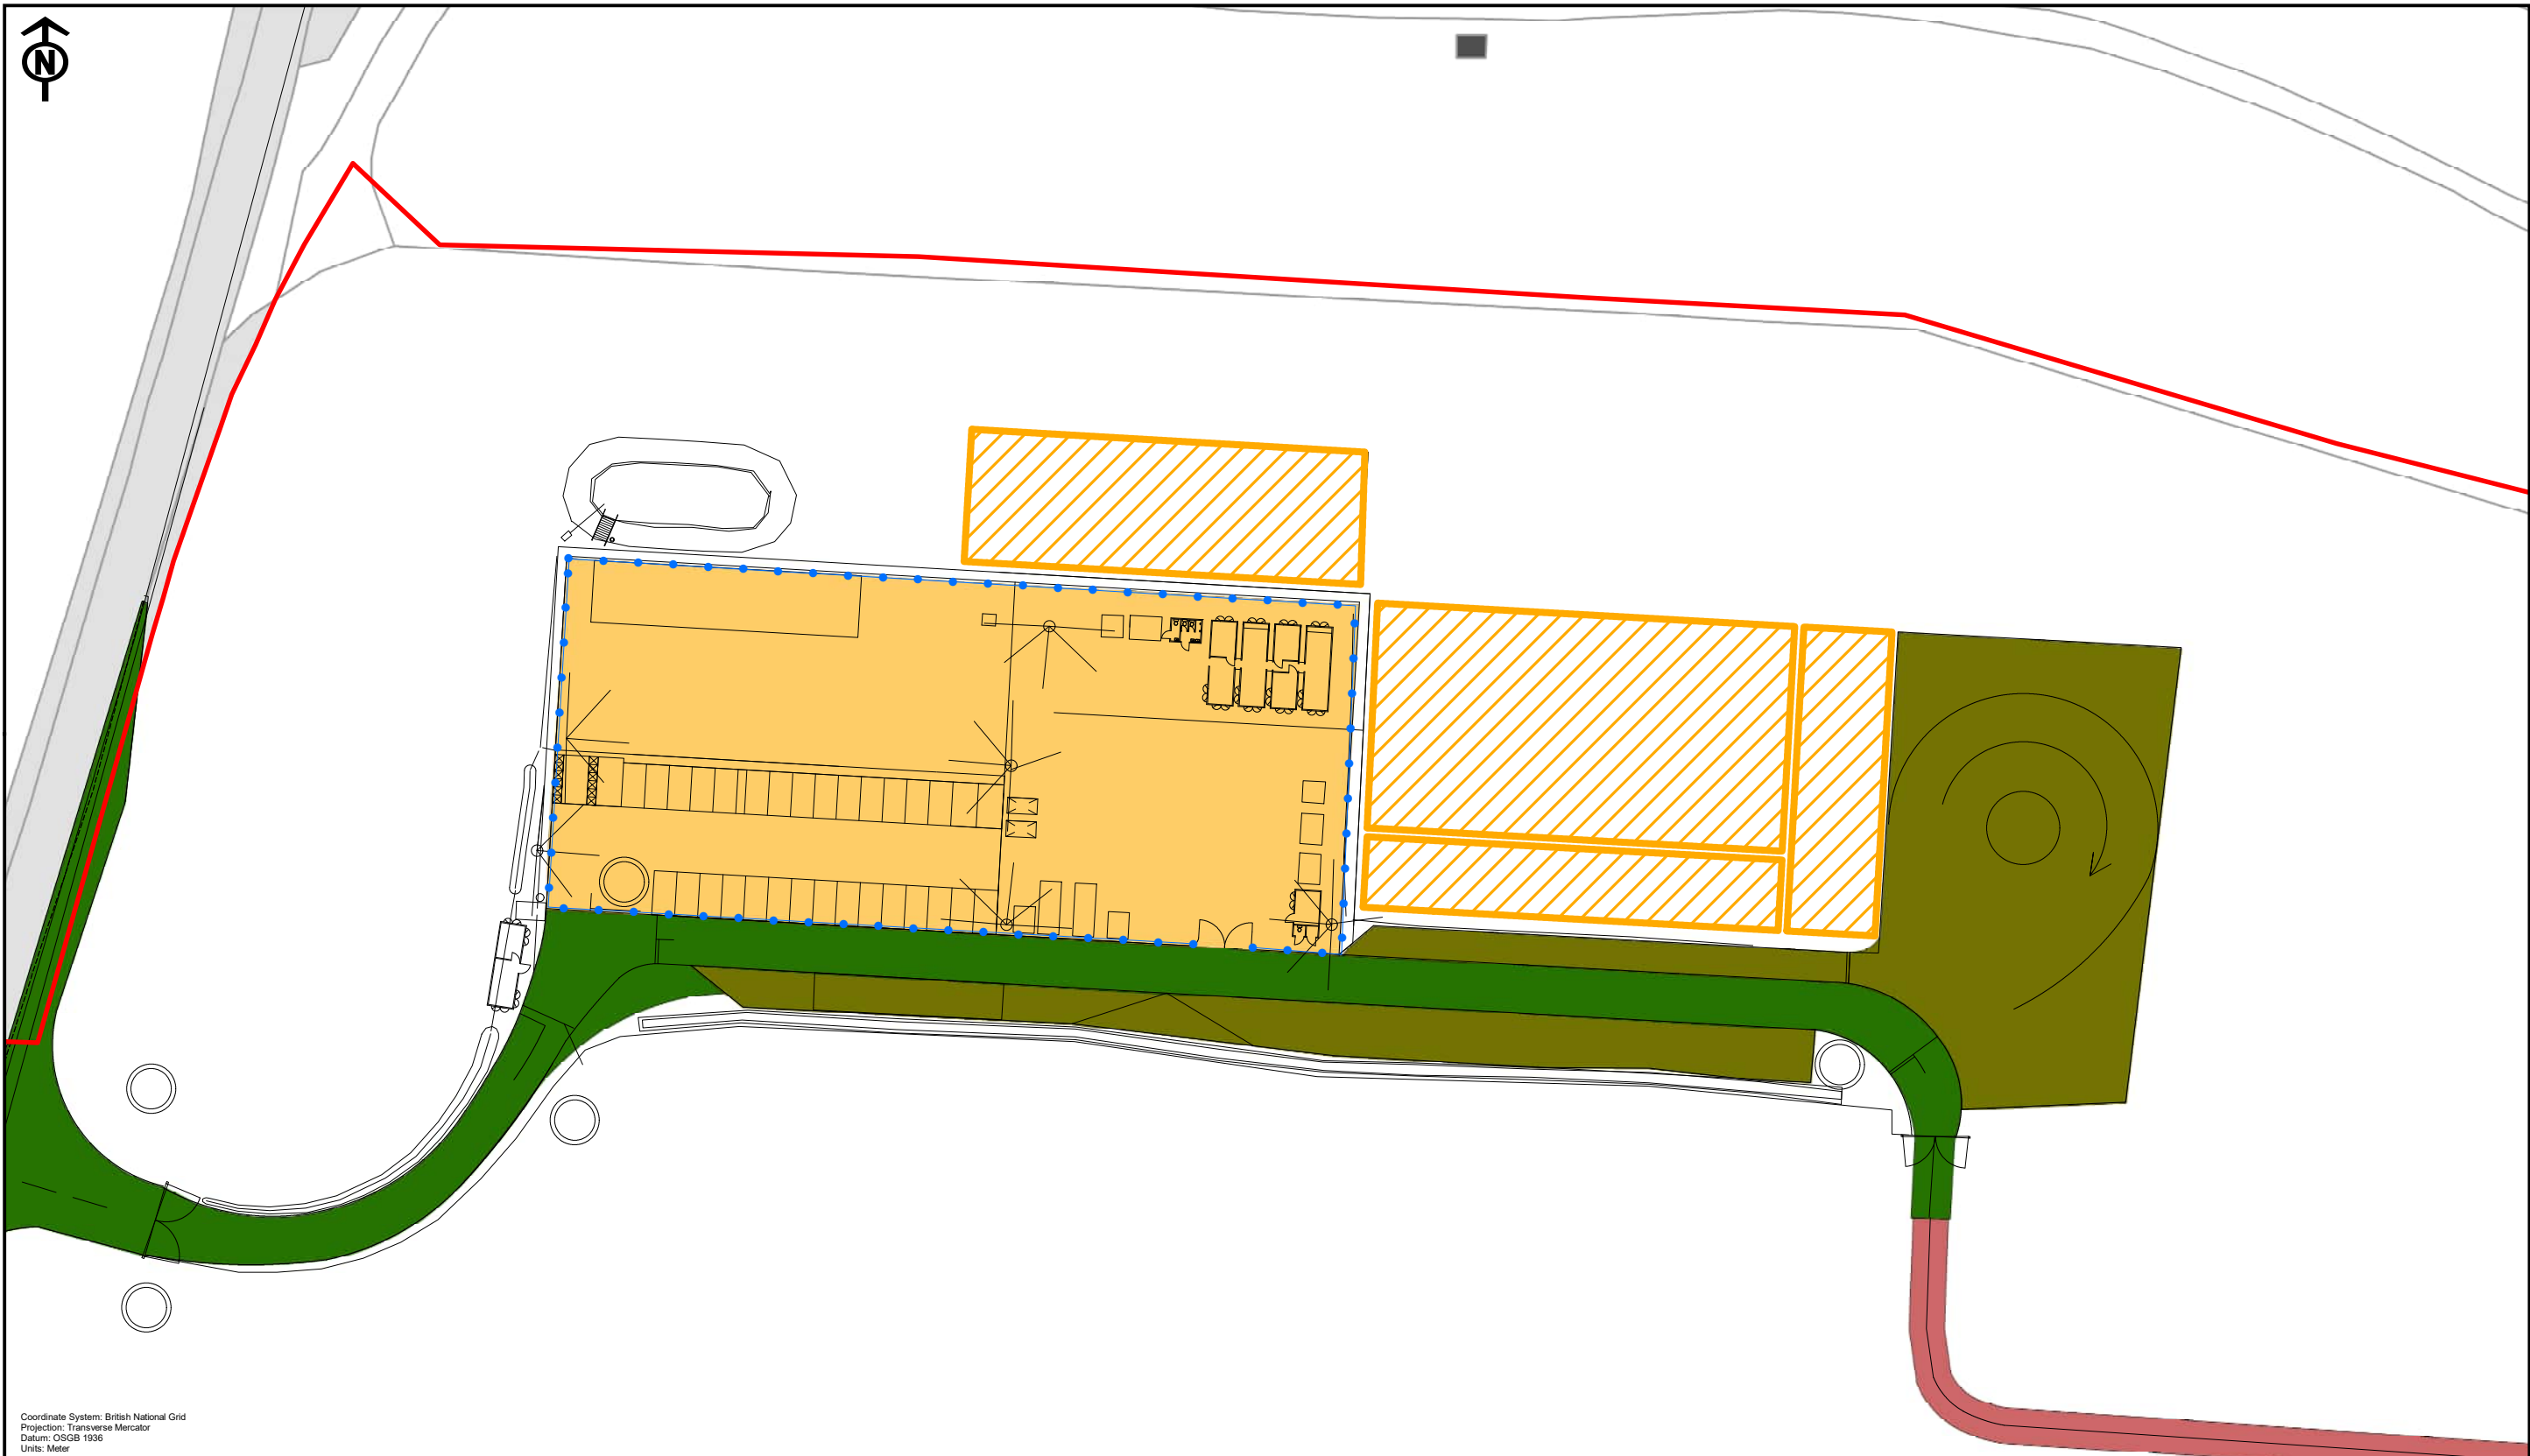 N
Coordinate System: British National Grid
Projection: Transverse Mercator
Datum: OSGB 1936
Units: Meter